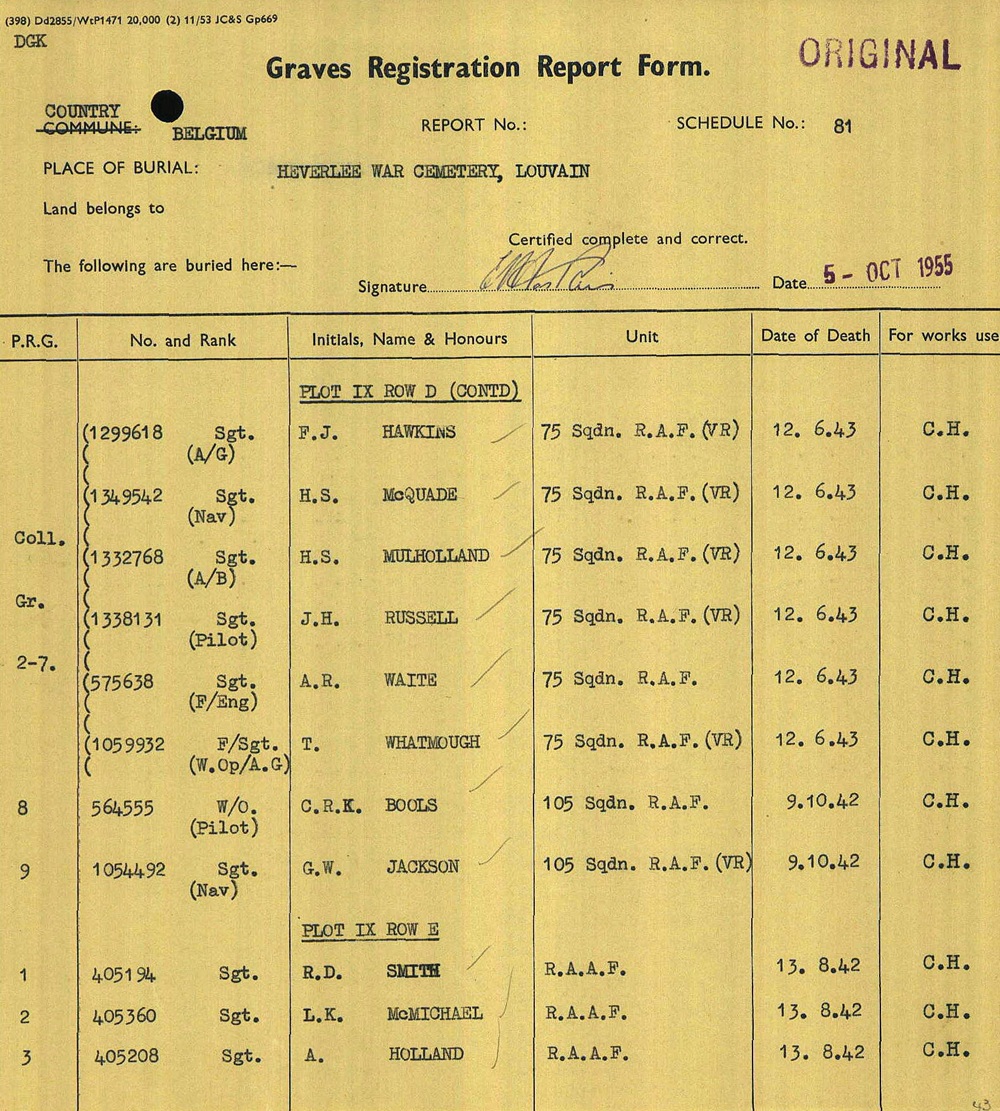 (398) Dd2855/WtP1471 20,000 (2) 11/53 JC&S Gp669
DGK
ORIGINAL
Graves Registration Report Form.
COUNTRY
COMMUNE: BELGIUM
REPORT No.: SCHEDULE No.: 81
PLACE OF BURIAL: HEVERLEE WAR CEMETERY, LOUVAIN
Land belongs to
Certified complete and correct.
The following are buried here:—
Signature Date 5 - OCT 1955
P.R.G. No. and Rank Initials, Name & Honours Unit Date of Death For works use
PLOT IX ROW D (CONTD)
(1299618 Sgt. F.J. HAWKINS 75 Sqdn. R.A.F.(VR) 12. 6.43 C.H.
( (A/G)
(
(1349542 Sgt. H.S. McQUADE 75 Sqdn. R.A.F.(VR) 12. 6.43 C.H.
( (Nav)
Coll. (
(1332768 Sgt. H.S. MULHOLLAND 75 Sqdn. R.A.F.(VR) 12. 6.43 C.H.
( (A/B)
Gr. (
(1338131 Sgt. J.H. RUSSELL 75 Sqdn. R.A.F.(VR) 12. 6.43 C.H.
( (Pilot)
2-7. (
(575638 Sgt. A.R. WAITE 75 Sqdn. R.A.F. 12. 6.43 C.H.
( (F/Eng)
(
(1059932 F/Sgt. T. WHATMOUGH 75 Sqdn. R.A.F.(VR) 12. 6.43 C.H.
( (W.Op/A.G)
8 564555 W/O. C.R.K. BOOLS 105 Sqdn. R.A.F. 9.10.42 C.H.
(Pilot)
9 1054492 Sgt. G.W. JACKSON 105 Sqdn. R.A.F.(VR) 9.10.42 C.H.
(Nav)
PLOT IX ROW E
1 405194 Sgt. R.D. SMITH R.A.A.F. 13. 8.42 C.H.
2 405360 Sgt. L.K. McMICHAEL R.A.A.F. 13. 8.42 C.H.
3 405208 Sgt. A. HOLLAND R.A.A.F. 13. 8.42 C.H.
43